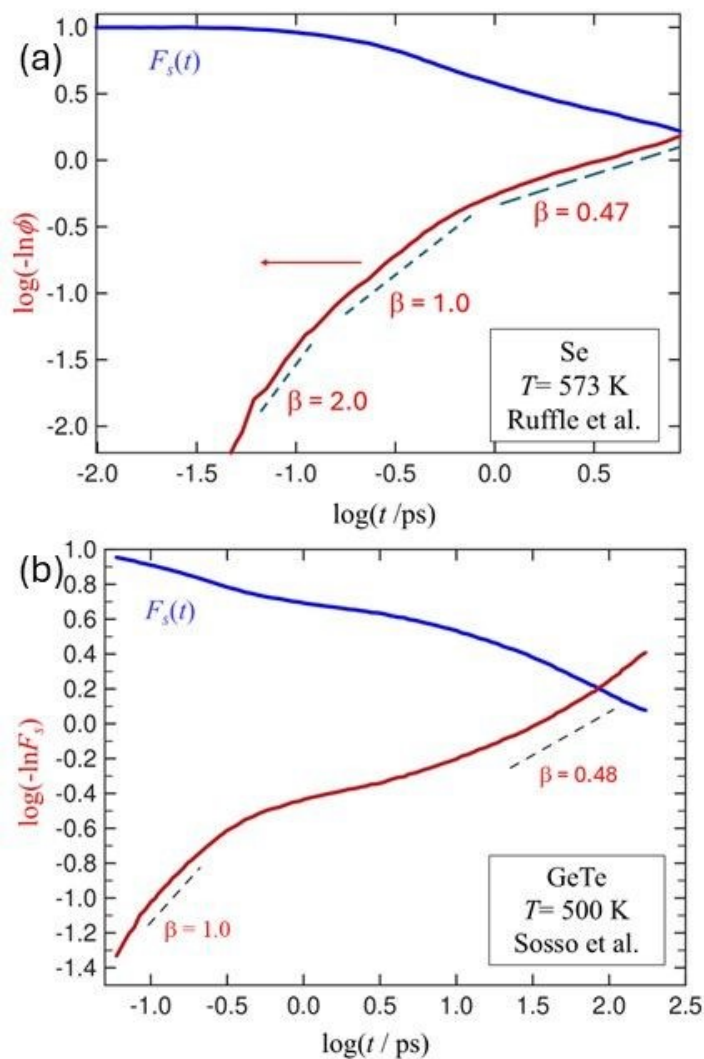 (a)
1.0
0.5
0.0
-0.5
-1.0
-1.5
-2.0
log(-lnϕ)
Fₛ(t)
β = 0.47
β = 1.0
β = 2.0
Se
T= 573 K
Ruffle et al.
-2.0 -1.5 -1.0 -0.5 0.0 0.5
log(t /ps)
(b)
1.0
0.8
0.6
0.4
0.2
0.0
-0.2
-0.4
-0.6
-0.8
-1.0
-1.2
-1.4
log(-lnFₛ)
Fₛ(t)
β = 0.48
β = 1.0
GeTe
T= 500 K
Sosso et al.
-1.0 -0.5 0.0 0.5 1.0 1.5 2.0 2.5
log(t / ps)